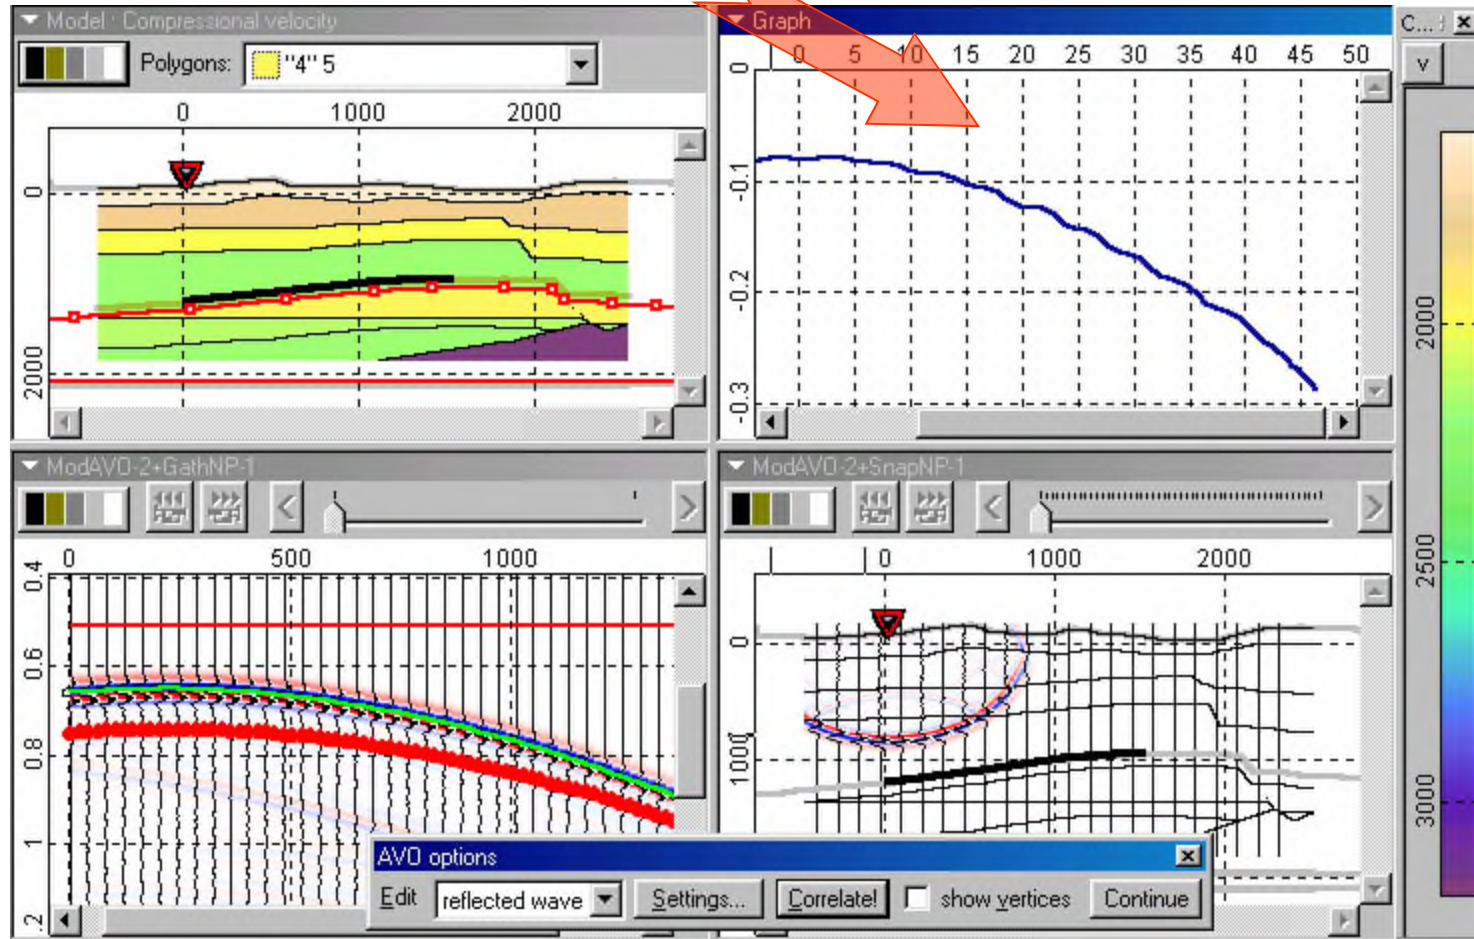 Model : Compressional velocity
Polygons: "4" 5
0 1000 2000
0
2000
Graph
0 5 10 15 20 25 30 35 40 45 50
0
-0.1
-0.2
-0.3
C...
v
2000
2500
3000
ModAVO-2+GathNP-1
0 500 1000
0.4
0.6
0.8
1
.2
ModAVO-2+SnapNP-1
0 1000 2000
0
1000
AVO options
Edit reflected wave Settings... Correlate! show vertices Continue